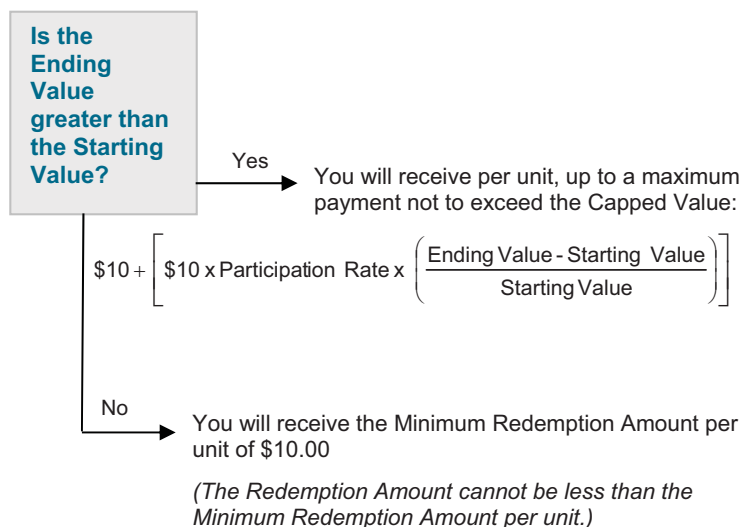 Is the
Ending
Value
greater than
the Starting
Value?
Yes
You will receive per unit, up to a maximum
payment not to exceed the Capped Value:
$10 + [ $10 x Participation Rate x ( Ending Value - Starting Value
Starting Value ) ]
No
You will receive the Minimum Redemption Amount per
unit of $10.00
(The Redemption Amount cannot be less than the
Minimum Redemption Amount per unit.)